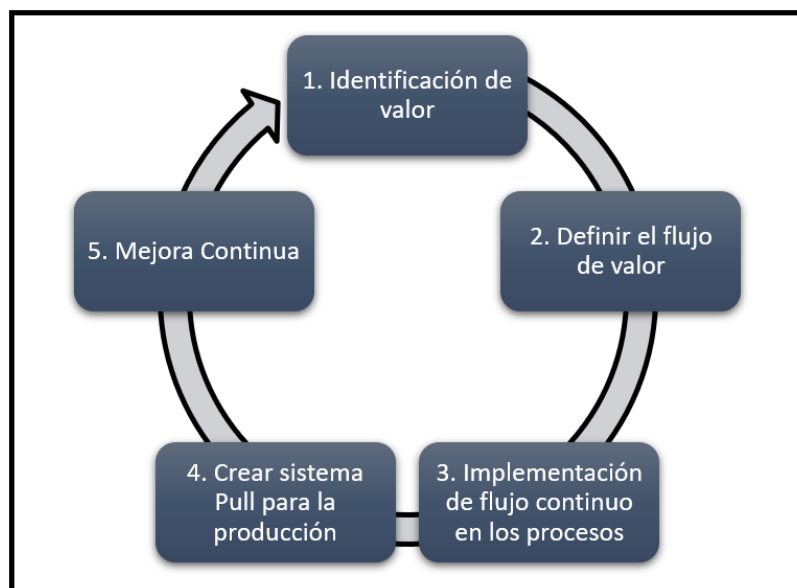 1. Identificación de
valor
2. Definir el flujo
de valor
3. Implementación
de flujo continuo
en los procesos
4. Crear sistema
Pull para la
producción
5. Mejora Continua